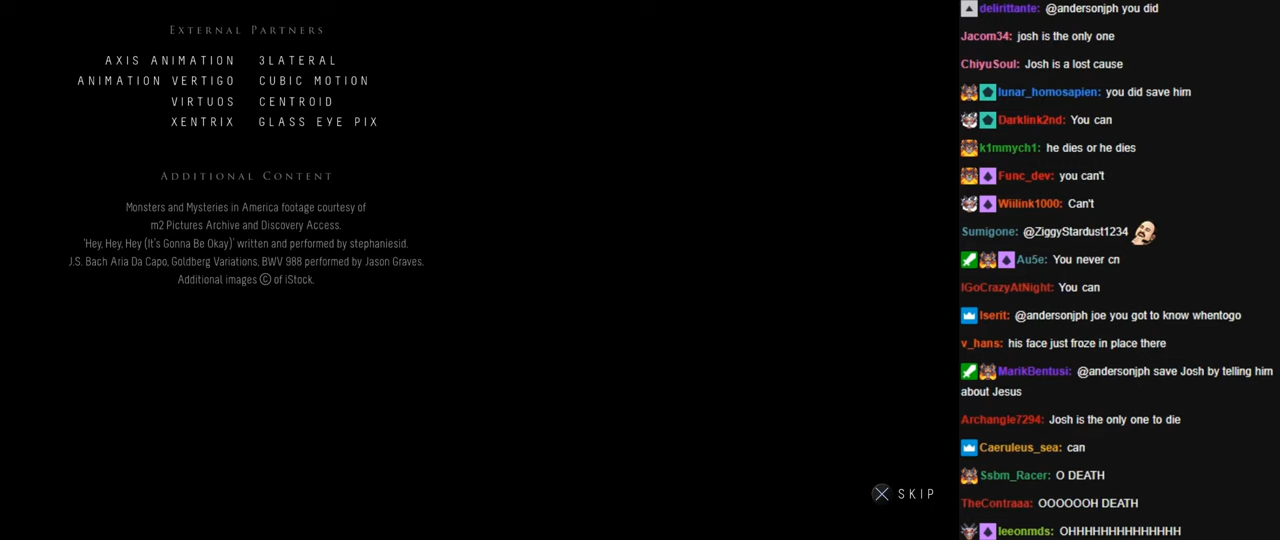 External Partners
AXIS ANIMATION 3LATERAL
ANIMATION VERTIGO CUBIC MOTION
VIRTUOS CENTROID
XENTRIX GLASS EYE PIX
Additional Content
Monsters and Mysteries in America footage courtesy of
m2 Pictures Archive and Discovery Access.
'Hey, Hey, Hey (It's Gonna Be Okay)' written and performed by stephaniesid.
J.S. Bach Aria Da Capo, Goldberg Variations, BWV 988 performed by Jason Graves.
Additional images © of iStock.
SKIP
delirittante: @andersonjph you did
Jacom34: josh is the only one
ChiyuSoul: Josh is a lost cause
lunar_homosapien: you did save him
Darklink2nd: You can
k1mmych1: he dies or he dies
Func_dev: you can't
Wiilink1000: Can't
Sumigone: @ZiggyStardust1234
Au5e: You never cn
IGoCrazyAtNight: You can
Iserit: @andersonjph joe you got to know whentogo
v_hans: his face just froze in place there
MarikBentusi: @andersonjph save Josh by telling him
about Jesus
Archangle7294: Josh is the only one to die
Caeruleus_sea: can
Ssbm_Racer: O DEATH
TheContraaa: OOOOOOH DEATH
leeonmds: OHHHHHHHHHHHHHH